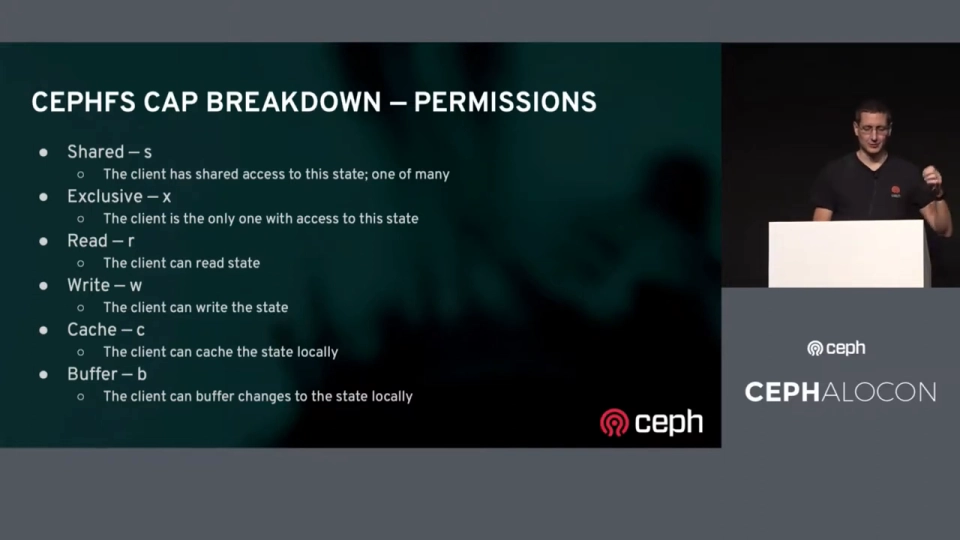 CEPHFS CAP BREAKDOWN – PERMISSIONS
● Shared – s
○ The client has shared access to this state; one of many
● Exclusive – x
○ The client is the only one with access to this state
● Read – r
○ The client can read state
● Write – w
○ The client can write the state
● Cache – c
○ The client can cache the state locally
● Buffer – b
○ The client can buffer changes to the state locally
ceph
ceph
CEPHALOCON